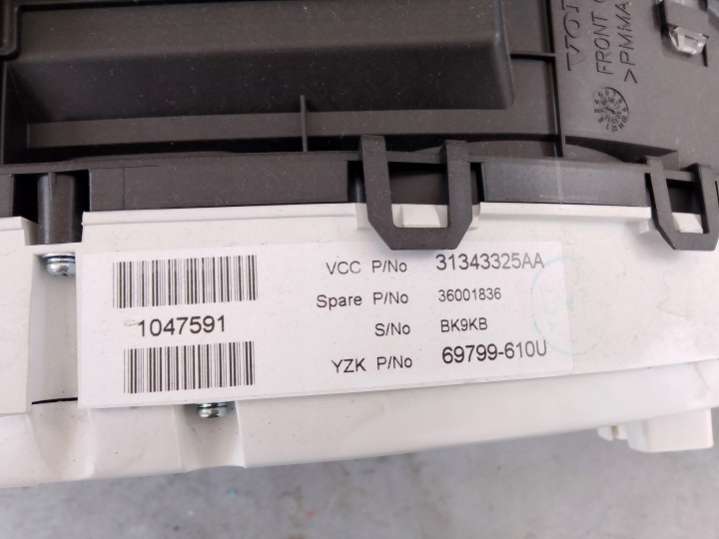 FRONT
>PMMA
VCC P/No 31343325AA
Spare P/No 36001836
1047591
S/No BK9KB
YZK P/No 69799-610U